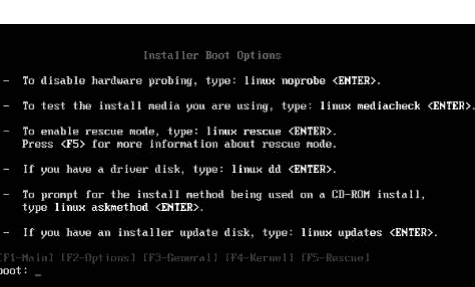 Installer Boot Options
- To disable hardware probing, type: linux noprobe <ENTER>.
- To test the install media you are using, type: linux mediacheck <ENTER>.
- To enable rescue mode, type: linux rescue <ENTER>.
Press <F5> for more information about rescue mode.
- If you have a driver disk, type: linux dd <ENTER>.
- To prompt for the install method being used on a CD-ROM install,
type linux askmethod <ENTER>.
- If you have an installer update disk, type: linux updates <ENTER>.
[F1-Main] [F2-Options] [F3-General] [F4-Kernel] [F5-Rescue]
boot: _